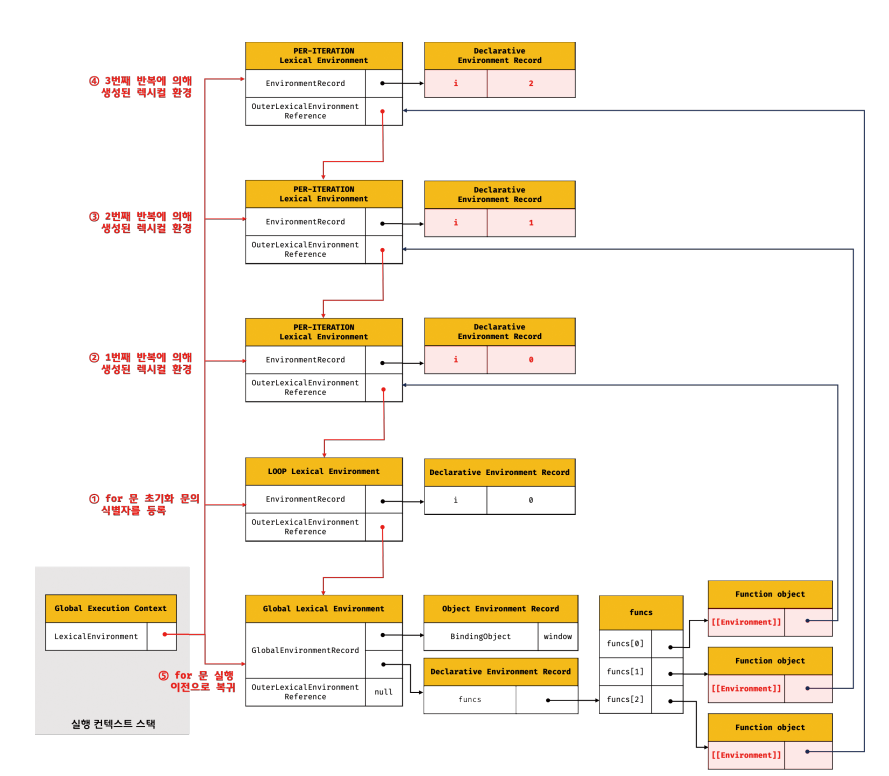 PER-ITERATION
Lexical Environment
Declarative
Environment Record
④ 3번째 반복에 의해
생성된 렉시컬 환경
EnvironmentRecord
i
2
OuterLexicalEnvironment
Reference
PER-ITERATION
Lexical Environment
Declarative
Environment Record
③ 2번째 반복에 의해
생성된 렉시컬 환경
EnvironmentRecord
i
1
OuterLexicalEnvironment
Reference
PER-ITERATION
Lexical Environment
Declarative
Environment Record
② 1번째 반복에 의해
생성된 렉시컬 환경
EnvironmentRecord
i
0
OuterLexicalEnvironment
Reference
LOOP Lexical Environment
Declarative Environment Record
① for 문 초기화 문의
식별자를 등록
EnvironmentRecord
i
0
OuterLexicalEnvironment
Reference
Global Execution Context
LexicalEnvironment
실행 컨텍스트 스택
⑤ for 문 실행
이전으로 복귀
Global Lexical Environment
GlobalEnvironmentRecord
OuterLexicalEnvironment
Reference
null
Object Environment Record
BindingObject
window
Declarative Environment Record
funcs
funcs
funcs[0]
funcs[1]
funcs[2]
Function object
[[Environment]]
Function object
[[Environment]]
Function object
[[Environment]]